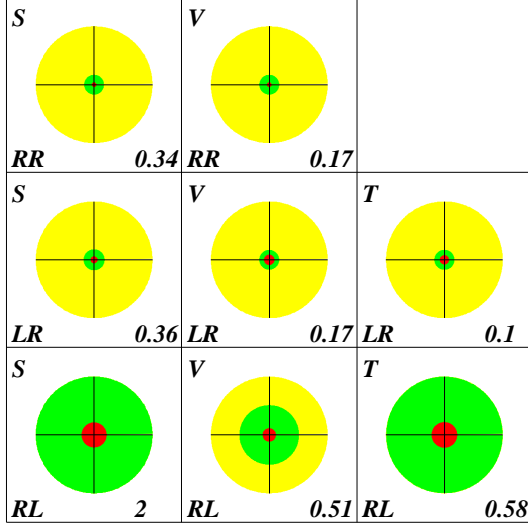 S V
RR 0.34 RR 0.17
S V T
LR 0.36 LR 0.17 LR 0.1
S V T
RL 2 RL 0.51 RL 0.58